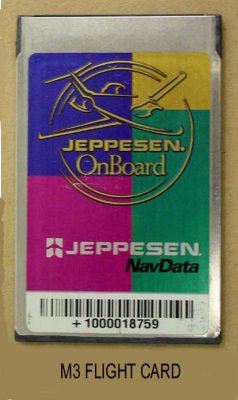 JEPPESEN.
OnBoard
JEPPESEN.
NavData
+1000018759
M3 FLIGHT CARD